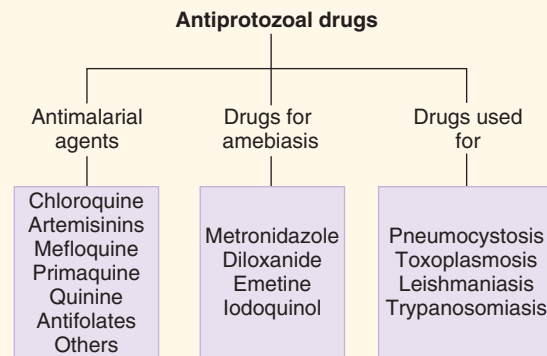 Antiprotozoal drugs
Antimalarial
agents
Drugs for
amebiasis
Drugs used
for
Chloroquine
Artemisinins
Mefloquine
Primaquine
Quinine
Antifolates
Others
Metronidazole
Diloxanide
Emetine
Iodoquinol
Pneumocystosis
Toxoplasmosis
Leishmaniasis
Trypanosomiasis